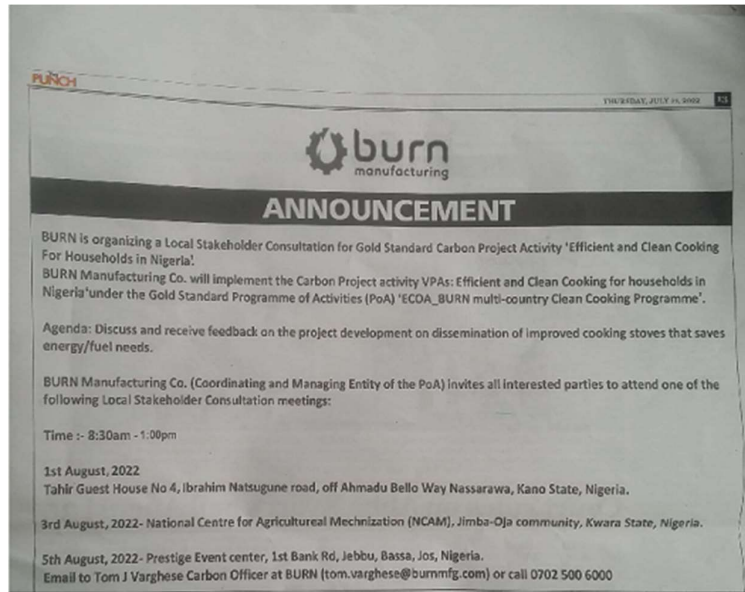 PUNCH
THURSDAY, JULY 14, 2022
burn
manufacturing
ANNOUNCEMENT
BURN is organizing a Local Stakeholder Consultation for Gold Standard Carbon Project Activity 'Efficient and Clean Cooking
For Households in Nigeria'.
BURN Manufacturing Co. will implement the Carbon Project activity VPAs: Efficient and Clean Cooking for households in
Nigeria'under the Gold Standard Programme of Activities (PoA) 'ECOA_BURN multi-country Clean Cooking Programme'.
Agenda: Discuss and receive feedback on the project development on dissemination of improved cooking stoves that saves
energy/fuel needs.
BURN Manufacturing Co. (Coordinating and Managing Entity of the PoA) invites all interested parties to attend one of the
following Local Stakeholder Consultation meetings:
Time :- 8:30am - 1:00pm
1st August, 2022
Tahir Guest House No 4, Ibrahim Natsugune road, off Ahmadu Bello Way Nassarawa, Kano State, Nigeria.
3rd August, 2022- National Centre for Agricultureal Mechnization (NCAM), Jimba-Oja community, Kwara State, Nigeria.
5th August, 2022- Prestige Event center, 1st Bank Rd, Jebbu, Bassa, Jos, Nigeria.
Email to Tom J Varghese Carbon Officer at BURN (tom.varghese@burnmfg.com) or call 0702 500 6000